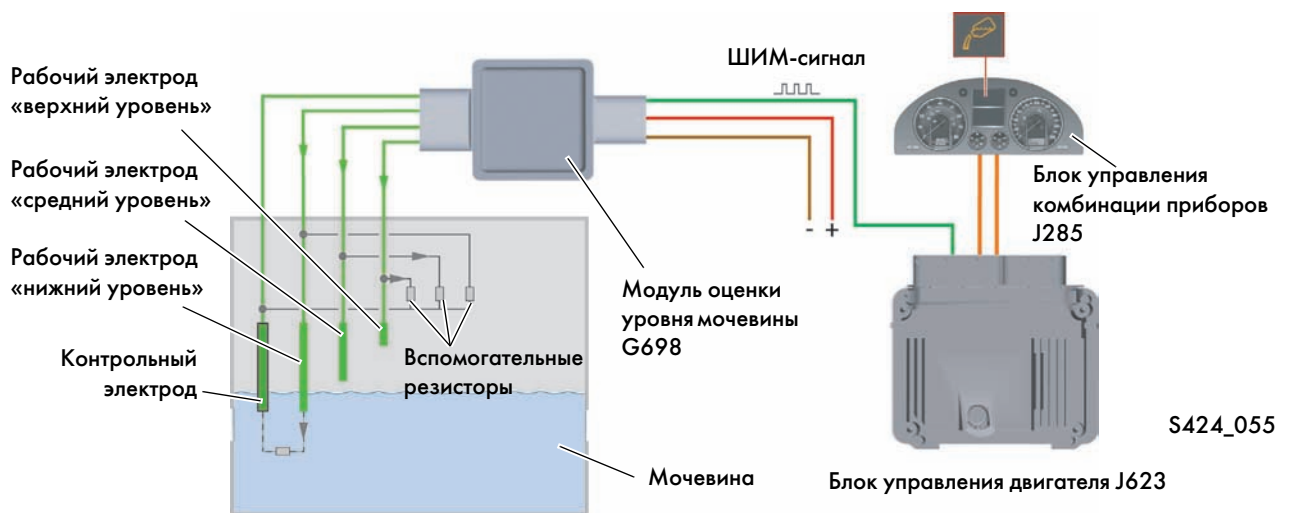 Рабочий электрод
«верхний уровень»
Рабочий электрод
«средний уровень»
Рабочий электрод
«нижний уровень»
Контрольный
электрод
Вспомогательные
резисторы
Мочевина
Модуль оценки
уровня мочевины
G698
ШИМ-сигнал
- +
Блок управления
комбинации приборов
J285
Блок управления двигателя J623
S424_055